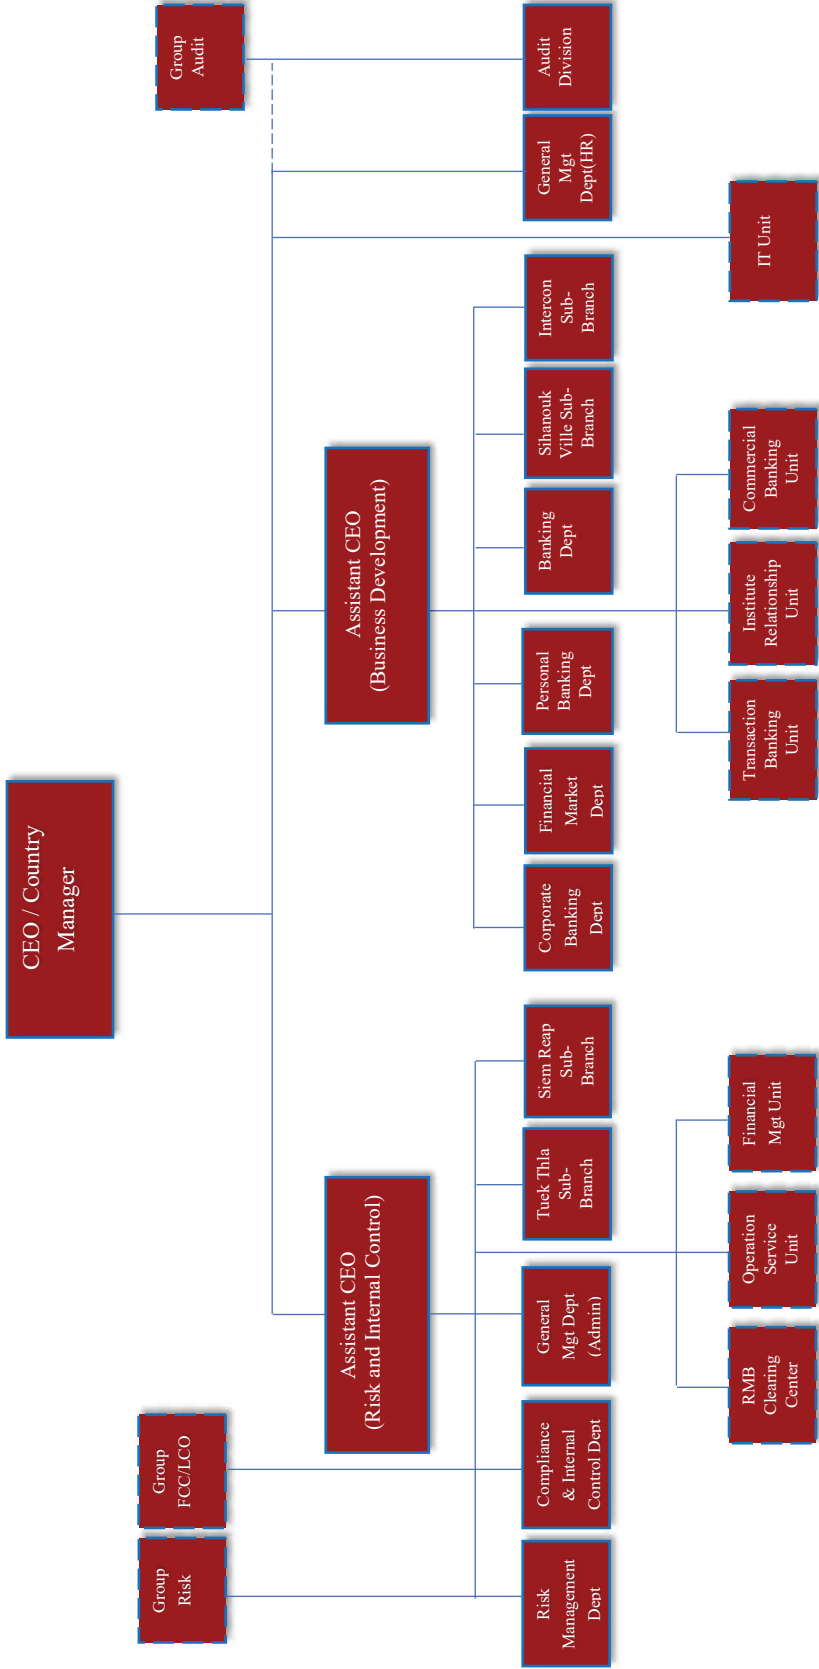 CEO / Country
Manager
Group
Risk
Group
FCC/LCO
Group
Audit
Assistant CEO
(Risk and Internal Control)
Assistant CEO
(Business Development)
Risk
Management
Dept
Compliance
& Internal
Control Dept
General
Mgt Dept
(Admin)
Tuek Thla
Sub-
Branch
Siem Reap
Sub-
Branch
Corporate
Banking
Dept
Financial
Market
Dept
Personal
Banking
Dept
Banking
Dept
Sihanouk
Ville Sub-
Branch
Intercon
Sub-
Branch
General
Mgt
Dept(HR)
Audit
Division
RMB
Clearing
Center
Operation
Service
Unit
Financial
Mgt Unit
Transaction
Banking
Unit
Institute
Relationship
Unit
Commercial
Banking
Unit
IT Unit